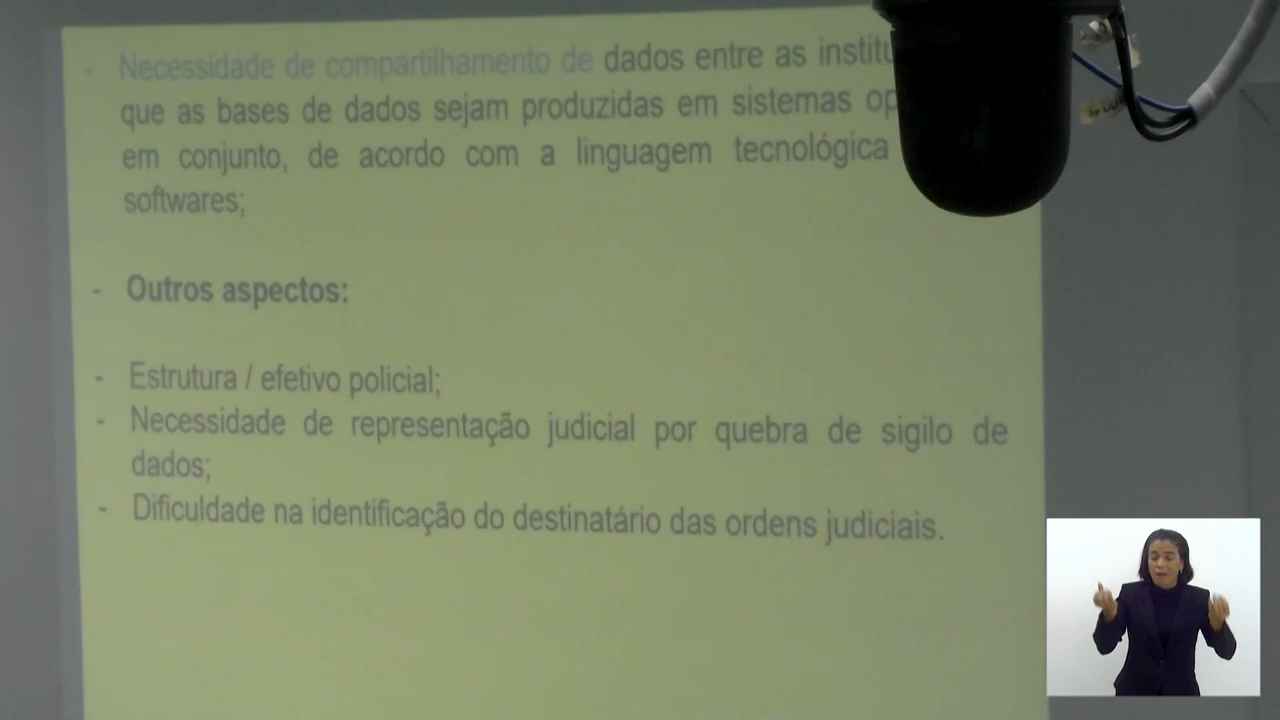 - Necessidade de compartilhamento de dados entre as
que as bases de dados sejam produzidas em sistemas
em conjunto, de acordo com a linguagem tecnológica
softwares;
- Outros aspectos:
- Estrutura / efetivo policial;
- Necessidade de representação judicial por quebra de sigilo de
dados;
- Dificuldade na identificação do destinatário das ordens judiciais.